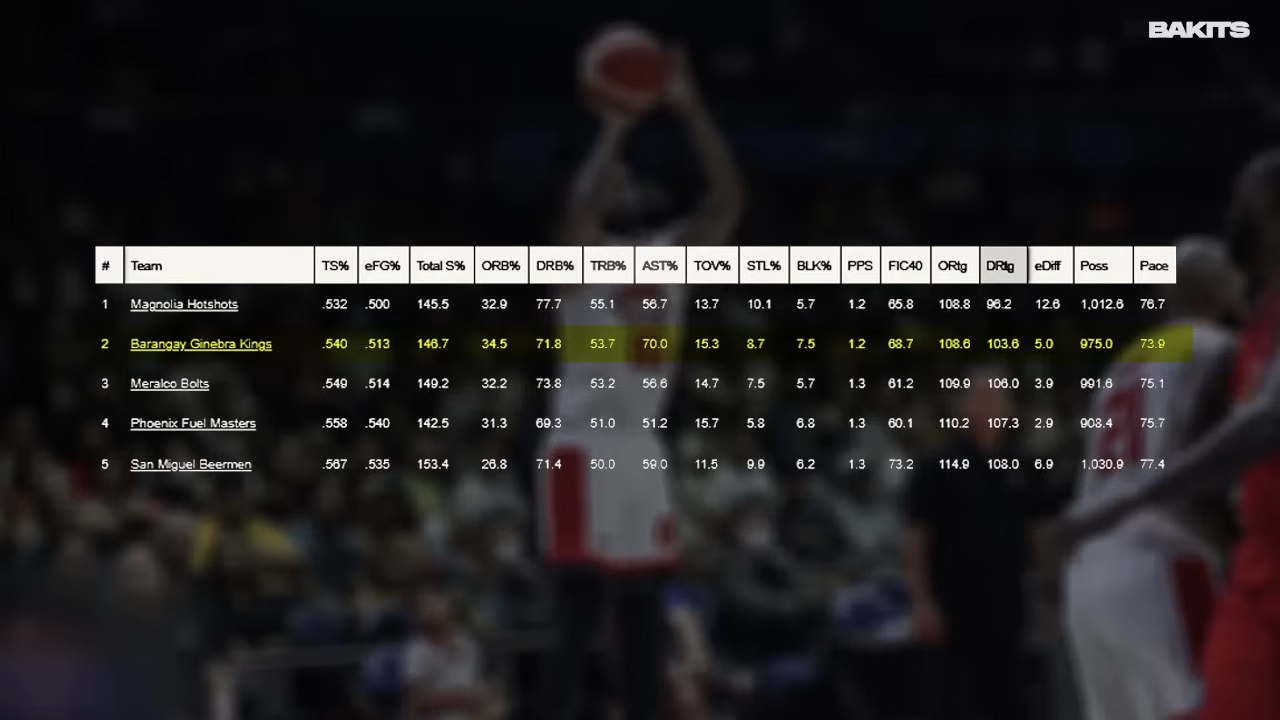 BAKITS
# Team TS% eFG% Total S% ORB% DRB% TRB% AST% TOV% STL% BLK% PPS FIC40 ORtg DRtg eDiff Poss Pace
1 Magnolia Hotshots .532 .500 145.5 32.9 77.7 55.1 56.7 13.7 10.1 5.7 1.2 65.8 108.8 96.2 12.6 1,012.6 76.7
2 Barangay Ginebra Kings .540 .513 146.7 34.5 71.8 53.7 70.0 15.3 8.7 7.5 1.2 68.7 108.6 103.6 5.0 975.0 73.9
3 Meralco Bolts .549 .514 149.2 32.2 73.8 53.2 56.6 14.7 7.5 5.7 1.3 61.2 109.9 106.0 3.9 991.6 75.1
4 Phoenix Fuel Masters .558 .540 142.5 31.3 69.3 51.0 51.2 15.7 5.8 6.8 1.3 60.1 110.2 107.3 2.9 908.4 75.7
5 San Miguel Beermen .567 .535 153.4 26.8 71.4 50.0 59.0 11.5 9.9 6.2 1.3 73.2 114.9 108.0 6.9 1,030.9 77.4